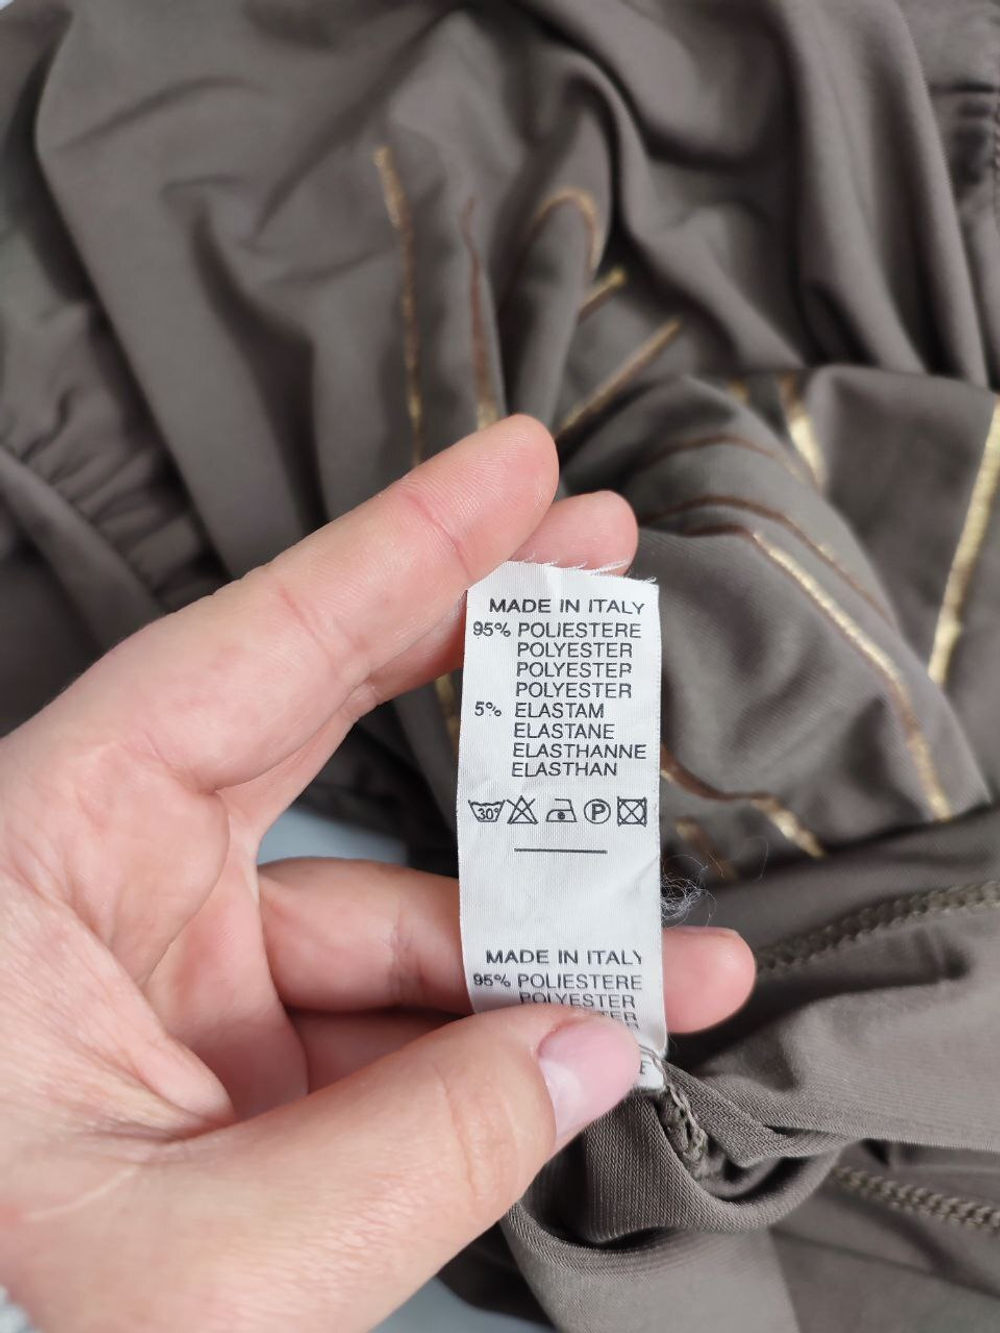 MADE IN ITALY
95% POLIESTERE
POLYESTER
POLYESTER
POLYESTER
5% ELASTAM
ELASTANE
ELASTHANNE
ELASTHAN
30° P
MADE IN ITALY
95% POLIESTERE
POLYESTER